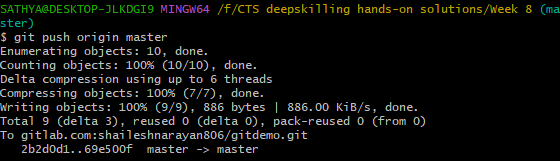 SATHYA@DESKTOP-JLKDGI9 MINGW64 /f/CTS deepskilling hands-on solutions/Week 8 (ma
ster)
$ git push origin master
Enumerating objects: 10, done.
Counting objects: 100% (10/10), done.
Delta compression using up to 6 threads
Compressing objects: 100% (7/7), done.
Writing objects: 100% (9/9), 886 bytes | 886.00 KiB/s, done.
Total 9 (delta 3), reused 0 (delta 0), pack-reused 0 (from 0)
To gitlab.com:shaileshnarayan806/gitdemo.git
   2b2d0d1..69e500f  master -> master